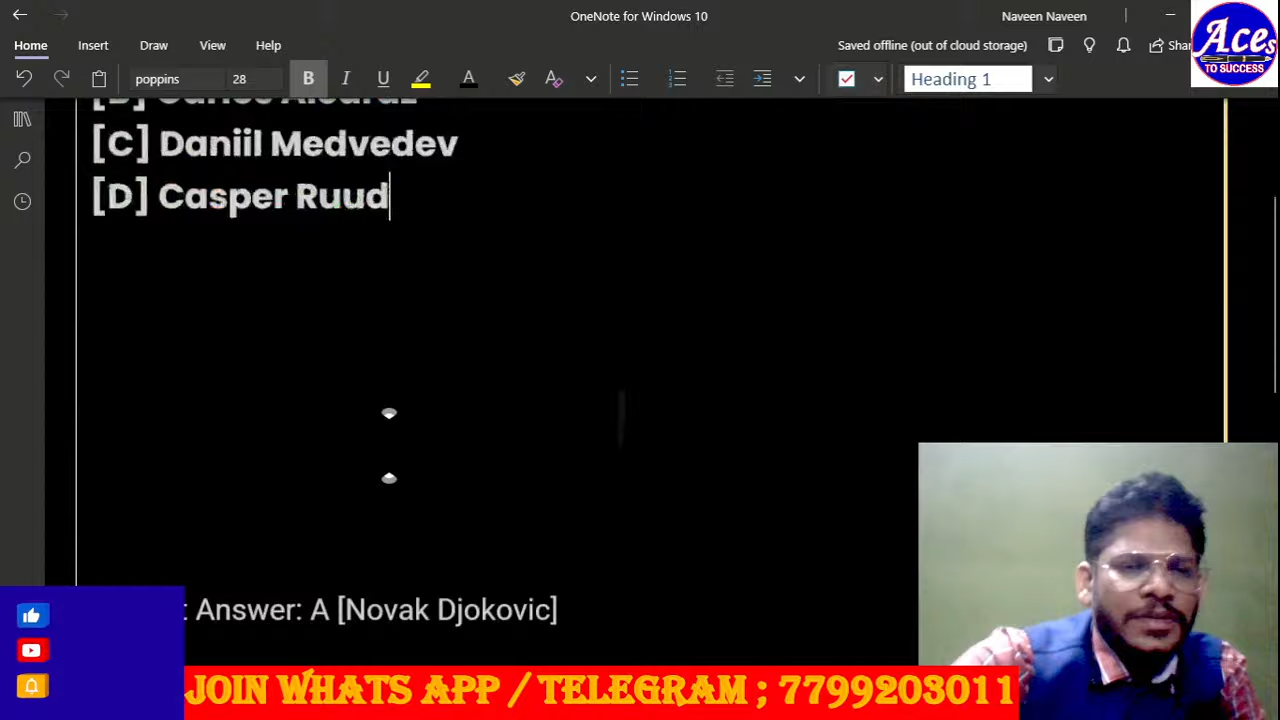 OneNote for Windows 10
Naveen Naveen
Home Insert Draw View Help
Saved offline (out of cloud storage)
Shar
Aces
TO SUCCESS
poppins 28 B I U A Heading 1
[C] Daniil Medvedev
[D] Casper Ruud
: Answer: A [Novak Djokovic]
JOIN WHATS APP / TELEGRAM ; 7799203011